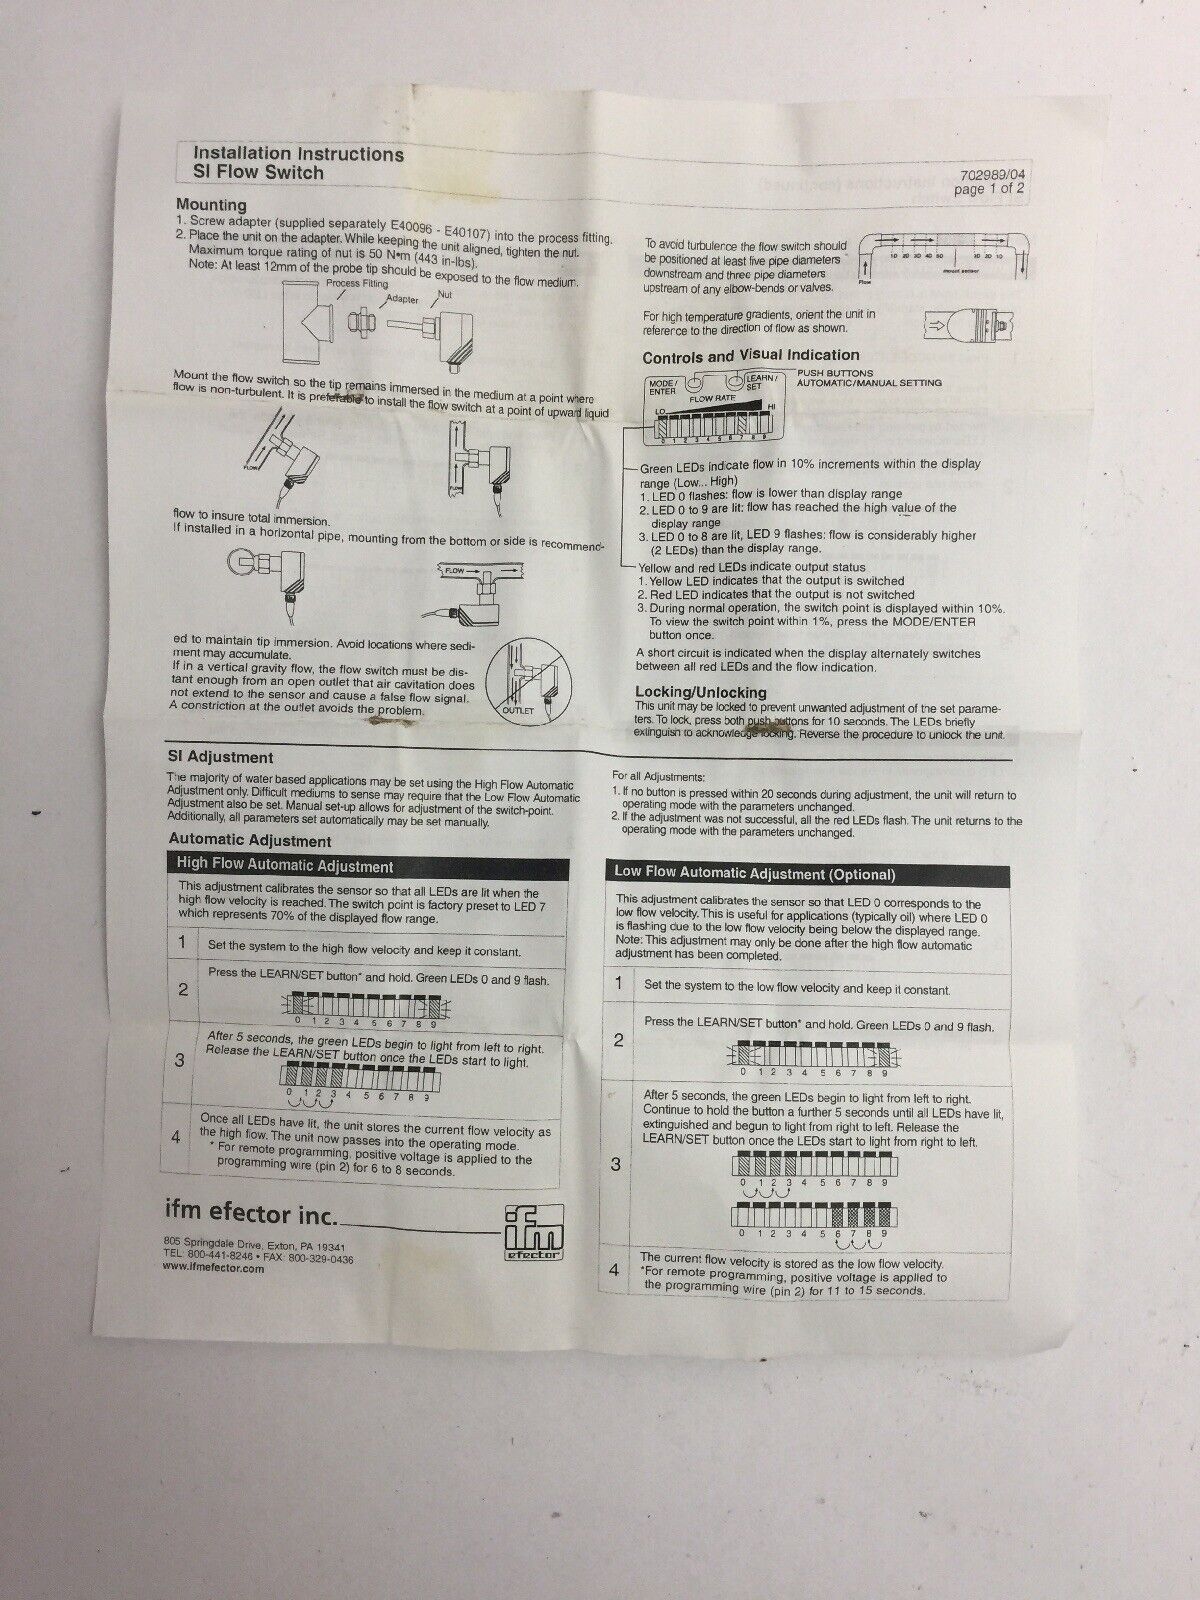 Installation Instructions
SI Flow Switch
702989/04
page 1 of 2
Mounting
1. Screw adapter (supplied separately E40096 - E40107) into the process fitting.
2. Place the unit on the adapter. While keeping the unit aligned, tighten the nut.
Maximum torque rating of nut is 50 N•m (443 in-lbs).
Note: At least 12mm of the probe tip should be exposed to the flow medium.
Process Fitting
Adapter
Nut
Mount the flow switch so the tip remains immersed in the medium at a point where
flow is non-turbulent. It is preferable to install the flow switch at a point of upward liquid
FLOW
FLOW
flow to insure total immersion.
If installed in a horizontal pipe, mounting from the bottom or side is recommend-
FLOW
ed to maintain tip immersion. Avoid locations where sedi-
ment may accumulate.
If in a vertical gravity flow, the flow switch must be dis-
tant enough from an open outlet that air cavitation does
not extend to the sensor and cause a false flow signal.
A constriction at the outlet avoids the problem.
OUTLET
To avoid turbulence the flow switch should
be positioned at least five pipe diameters
downstream and three pipe diameters
upstream of any elbow-bends or valves.
1D 2D 3D 4D 5D 3D 2D 1D
mount sensor
Flow
For high temperature gradients, orient the unit in
reference to the direction of flow as shown.
Controls and Visual Indication
MODE/
ENTER
LEARN/
SET
FLOW RATE
LO
HI
0 1 2 3 4 5 6 7 8 9
PUSH BUTTONS
AUTOMATIC/MANUAL SETTING
Green LEDs indicate flow in 10% increments within the display
range (Low... High)
1. LED 0 flashes: flow is lower than display range
2. LED 0 to 9 are lit: flow has reached the high value of the
display range
3. LED 0 to 8 are lit, LED 9 flashes: flow is considerably higher
(2 LEDs) than the display range.
Yellow and red LEDs indicate output status
1. Yellow LED indicates that the output is switched
2. Red LED indicates that the output is not switched
3. During normal operation, the switch point is displayed within 10%.
To view the switch point within 1%, press the MODE/ENTER
button once.
A short circuit is indicated when the display alternately switches
between all red LEDs and the flow indication.
Locking/Unlocking
This unit may be locked to prevent unwanted adjustment of the set parame-
ters. To lock, press both push buttons for 10 seconds. The LEDs briefly
extinguish to acknowledge locking. Reverse the procedure to unlock the unit.
SI Adjustment
The majority of water based applications may be set using the High Flow Automatic
Adjustment only. Difficult mediums to sense may require that the Low Flow Automatic
Adjustment also be set. Manual set-up allows for adjustment of the switch-point.
Additionally, all parameters set automatically may be set manually.
For all Adjustments:
1. If no button is pressed within 20 seconds during adjustment, the unit will return to
operating mode with the parameters unchanged.
2. If the adjustment was not successful, all the red LEDs flash. The unit returns to the
operating mode with the parameters unchanged.
Automatic Adjustment
High Flow Automatic Adjustment
This adjustment calibrates the sensor so that all LEDs are lit when the
high flow velocity is reached. The switch point is factory preset to LED 7
which represents 70% of the displayed flow range.
1 Set the system to the high flow velocity and keep it constant.
2 Press the LEARN/SET button* and hold. Green LEDs 0 and 9 flash.
0 1 2 3 4 5 6 7 8 9
3 After 5 seconds, the green LEDs begin to light from left to right.
Release the LEARN/SET button once the LEDs start to light.
0 1 2 3 4 5 6 7 8 9
4 Once all LEDs have lit, the unit stores the current flow velocity as
the high flow. The unit now passes into the operating mode.
* For remote programming, positive voltage is applied to the
programming wire (pin 2) for 6 to 8 seconds.
Low Flow Automatic Adjustment (Optional)
This adjustment calibrates the sensor so that LED 0 corresponds to the
low flow velocity. This is useful for applications (typically oil) where LED 0
is flashing due to the low flow velocity being below the displayed range.
Note: This adjustment may only be done after the high flow automatic
adjustment has been completed.
1 Set the system to the low flow velocity and keep it constant.
2 Press the LEARN/SET button* and hold. Green LEDs 0 and 9 flash.
0 1 2 3 4 5 6 7 8 9
3 After 5 seconds, the green LEDs begin to light from left to right.
Continue to hold the button a further 5 seconds until all LEDs have lit,
extinguished and begun to light from right to left. Release the
LEARN/SET button once the LEDs start to light from right to left.
0 1 2 3 4 5 6 7 8 9
0 1 2 3 4 5 6 7 8 9
4 The current flow velocity is stored as the low flow velocity.
*For remote programming, positive voltage is applied to
the programming wire (pin 2) for 11 to 15 seconds.
ifm efector inc.
805 Springdale Drive, Exton, PA 19341
TEL: 800-441-8246 • FAX: 800-329-0436
www.ifmefector.com
ifm
efector